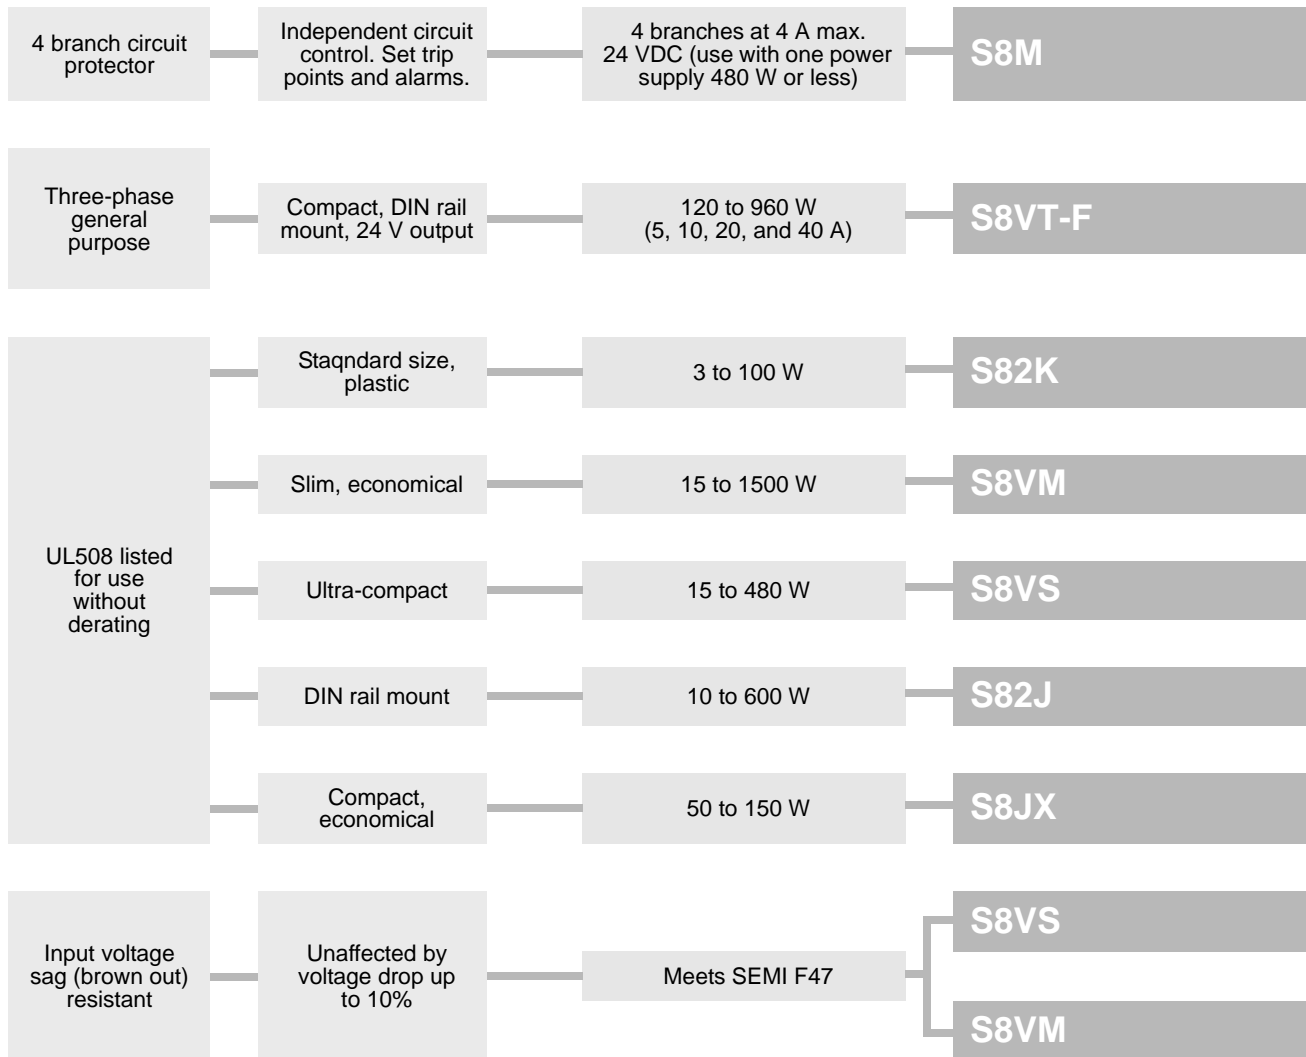 4 branch circuit
protector
Independent circuit
control. Set trip
points and alarms.
4 branches at 4 A max.
24 VDC (use with one power
supply 480 W or less)
S8M
Three-phase
general
purpose
Compact, DIN rail
mount, 24 V output
120 to 960 W
(5, 10, 20, and 40 A)
S8VT-F
UL508 listed
for use
without
derating
Staqndard size,
plastic
3 to 100 W
S82K
Slim, economical
15 to 1500 W
S8VM
Ultra-compact
15 to 480 W
S8VS
DIN rail mount
10 to 600 W
S82J
Compact,
economical
50 to 150 W
S8JX
Input voltage
sag (brown out)
resistant
Unaffected by
voltage drop up
to 10%
Meets SEMI F47
S8VS
S8VM